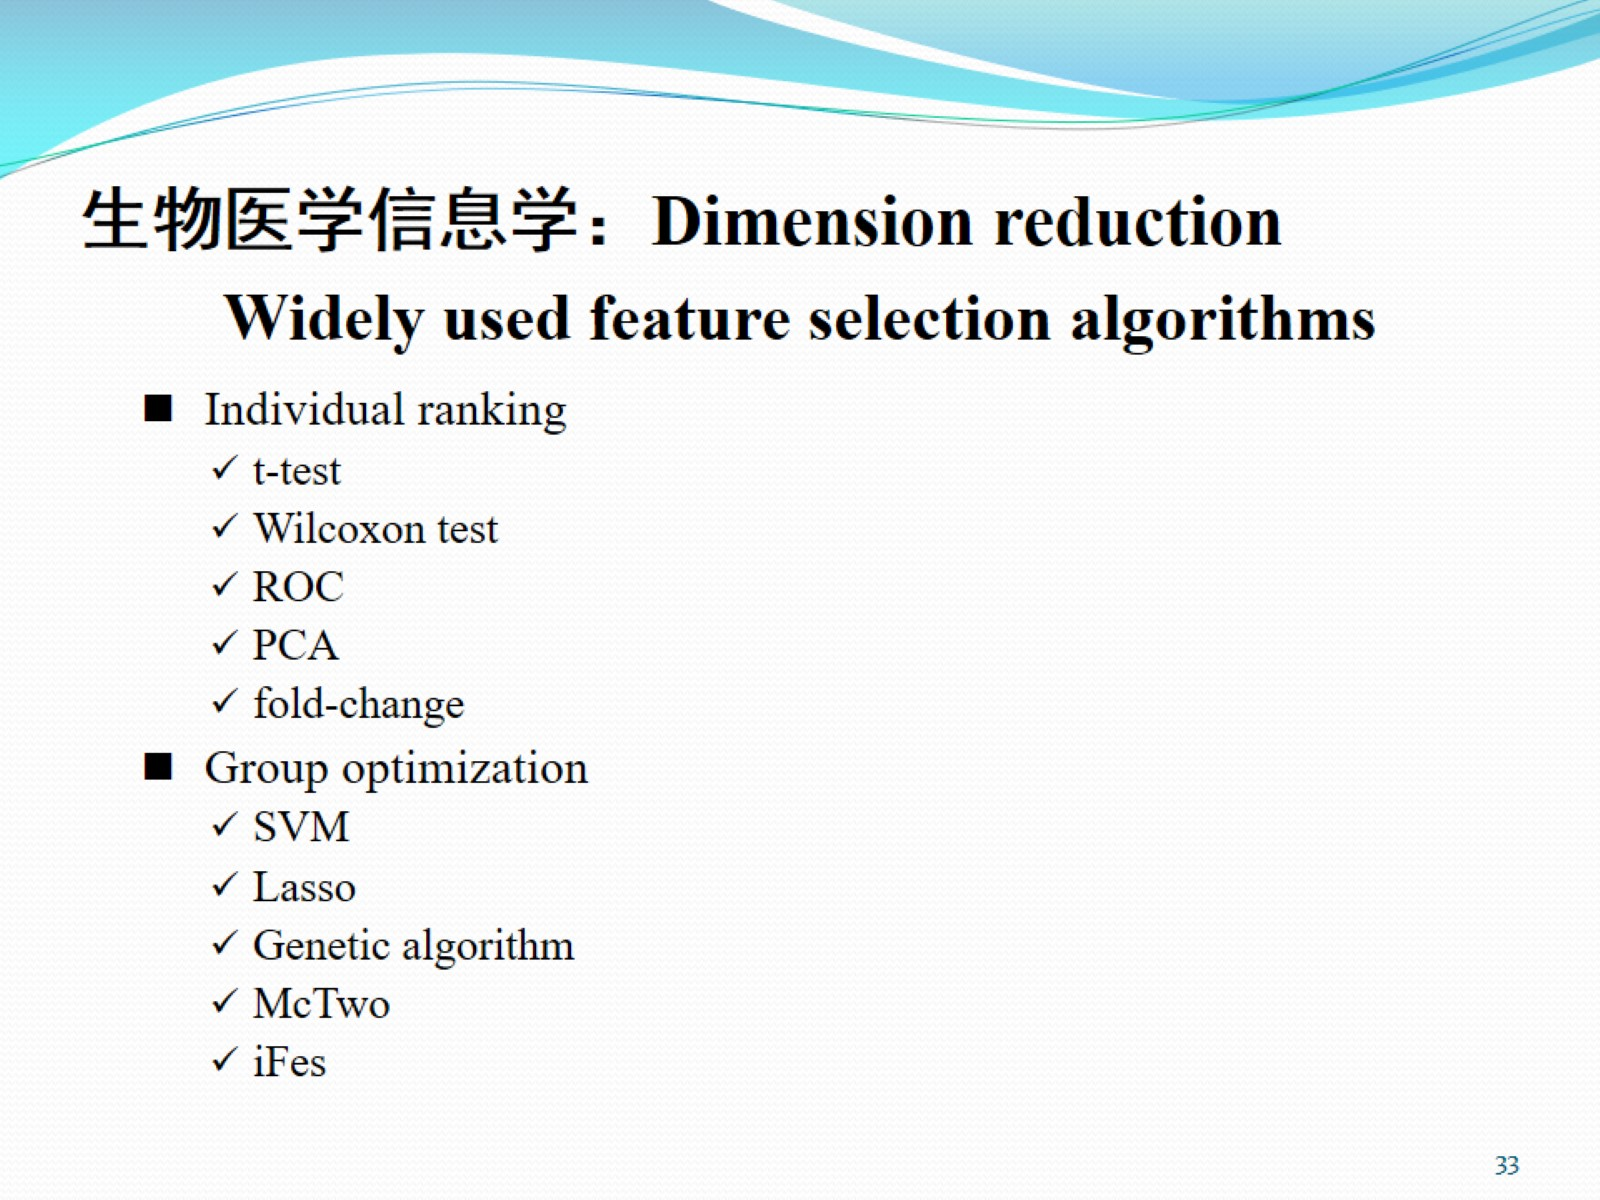 生物医学信息学：Dimension reduction
Widely used feature selection algorithms
■ Individual ranking
✓ t-test
✓ Wilcoxon test
✓ ROC
✓ PCA
✓ fold-change
■ Group optimization
✓ SVM
✓ Lasso
✓ Genetic algorithm
✓ McTwo
✓ iFes
33